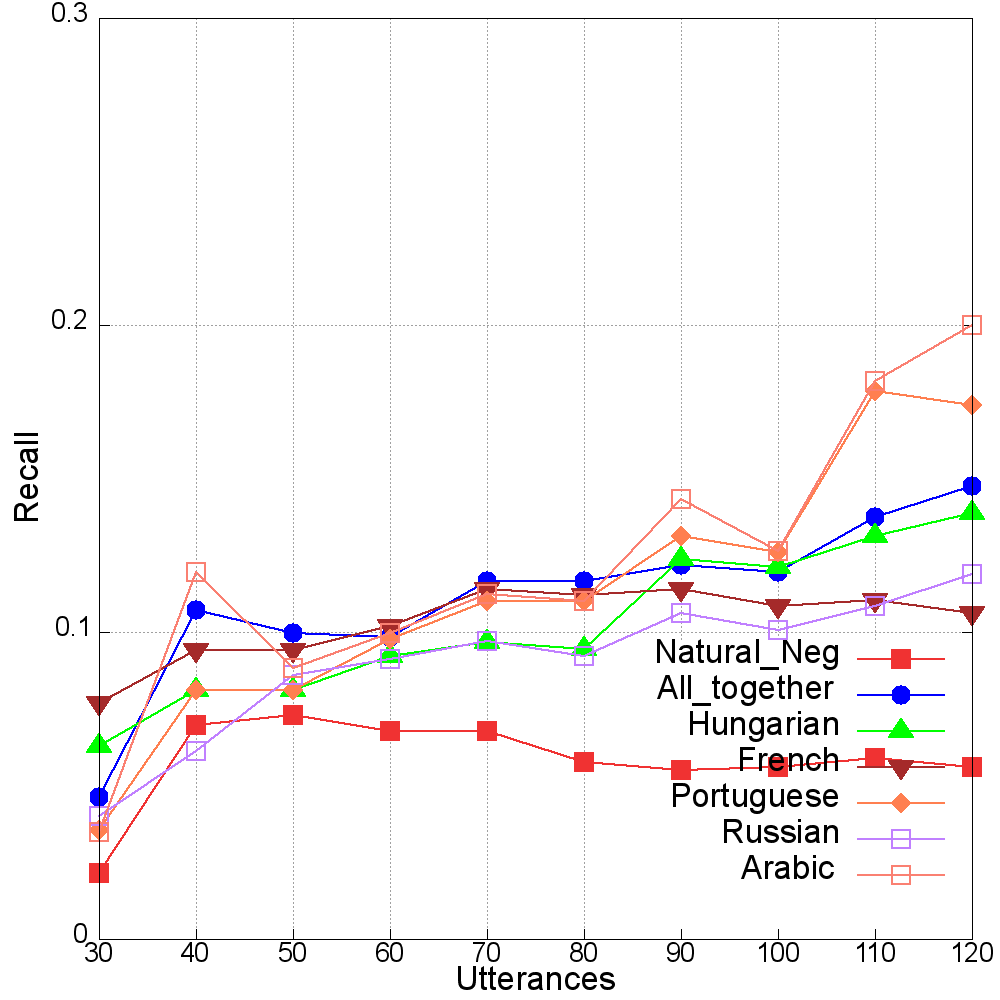 0.3
0.2
0.1
0
Recall
30 40 50 60 70 80 90 100 110 120
Utterances
Natural_Neg
All_together
Hungarian
French
Portuguese
Russian
Arabic